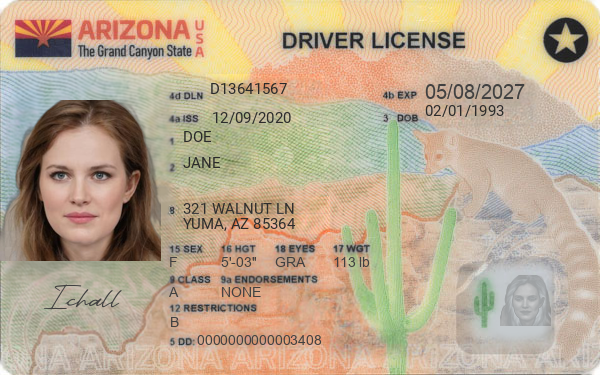 ARIZONA USA
The Grand Canyon State
DRIVER LICENSE
4d DLN D13641567
4b EXP 05/08/2027
4a ISS 12/09/2020
3 DOB 02/01/1993
1 DOE
2 JANE
8 321 WALNUT LN
YUMA, AZ 85364
15 SEX 16 HGT 18 EYES 17 WGT
F 5'-03" GRA 113 lb
9 CLASS 9a ENDORSEMENTS
A NONE
12 RESTRICTIONS
B
5 DD: 0000000000003408
Ichall
ARIZONA ARIZONA ARIZONA ARIZONA